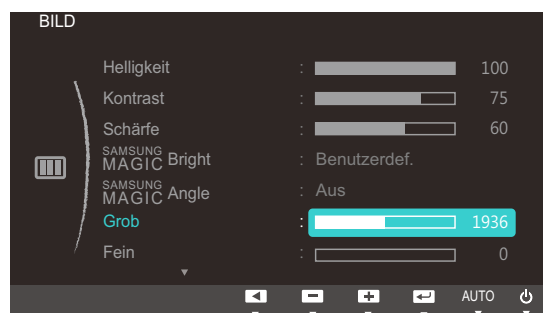 BILD
Helligkeit : 100
Kontrast : 75
Schärfe : 60
SAMSUNG MAGIC Bright : Benutzerdef.
SAMSUNG MAGIC Angle : Aus
Grob : 1936
Fein : 0
AUTO